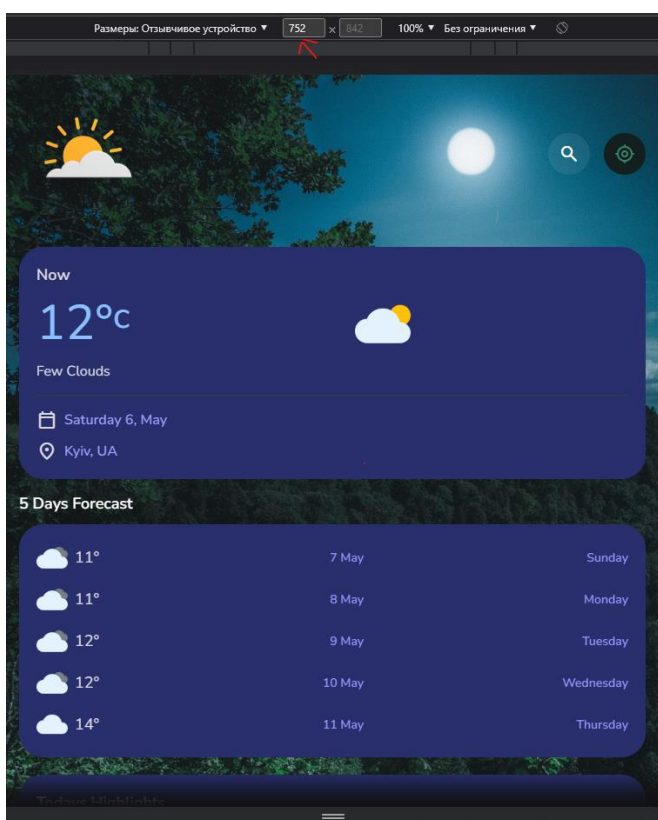 Размеры: Отзывчивое устройство ▼ 752 x 842 100% ▼ Без ограничения ▼
Now
12°c
Few Clouds
Saturday 6, May
Kyiv, UA
5 Days Forecast
11° 7 May Sunday
11° 8 May Monday
12° 9 May Tuesday
12° 10 May Wednesday
14° 11 May Thursday
Todays Highlights